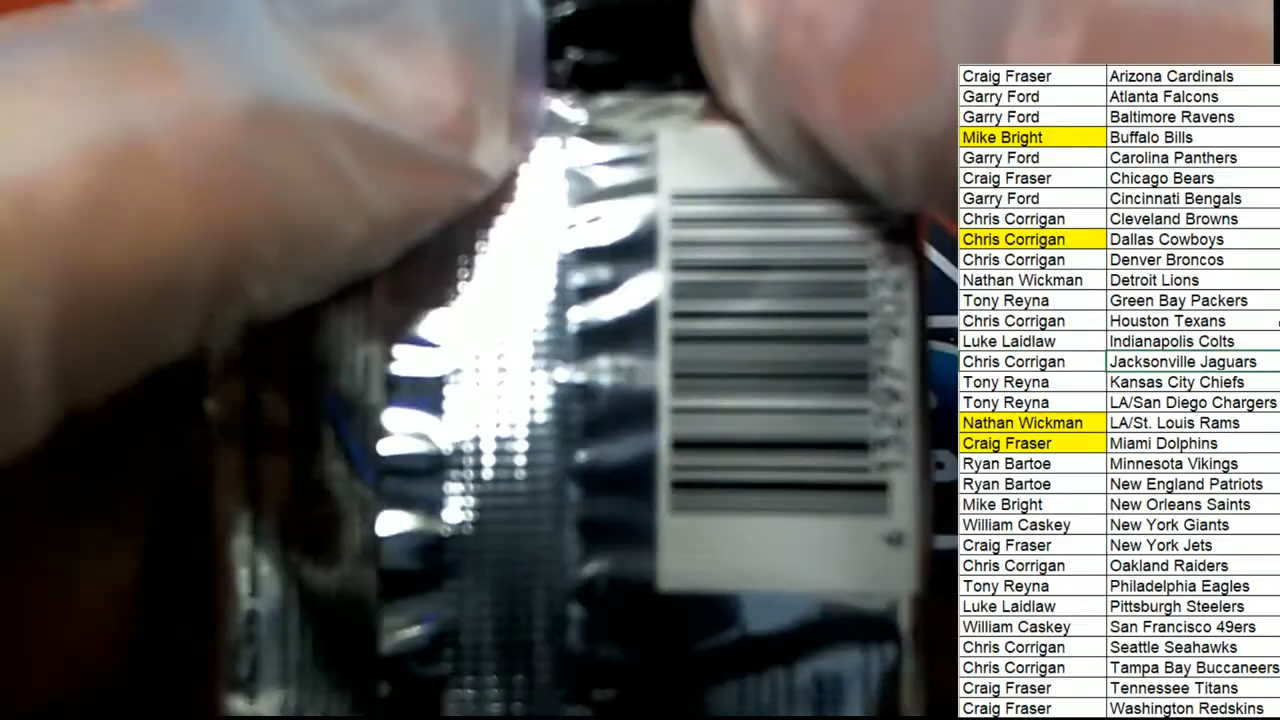 Craig Fraser Arizona Cardinals
Garry Ford Atlanta Falcons
Garry Ford Baltimore Ravens
Mike Bright Buffalo Bills
Garry Ford Carolina Panthers
Craig Fraser Chicago Bears
Garry Ford Cincinnati Bengals
Chris Corrigan Cleveland Browns
Chris Corrigan Dallas Cowboys
Chris Corrigan Denver Broncos
Nathan Wickman Detroit Lions
Tony Reyna Green Bay Packers
Chris Corrigan Houston Texans
Luke Laidlaw Indianapolis Colts
Chris Corrigan Jacksonville Jaguars
Tony Reyna Kansas City Chiefs
Tony Reyna LA/San Diego Chargers
Nathan Wickman LA/St. Louis Rams
Craig Fraser Miami Dolphins
Ryan Bartoe Minnesota Vikings
Ryan Bartoe New England Patriots
Mike Bright New Orleans Saints
William Caskey New York Giants
Craig Fraser New York Jets
Chris Corrigan Oakland Raiders
Tony Reyna Philadelphia Eagles
Luke Laidlaw Pittsburgh Steelers
William Caskey San Francisco 49ers
Chris Corrigan Seattle Seahawks
Chris Corrigan Tampa Bay Buccaneers
Craig Fraser Tennessee Titans
Craig Fraser Washington Redskins